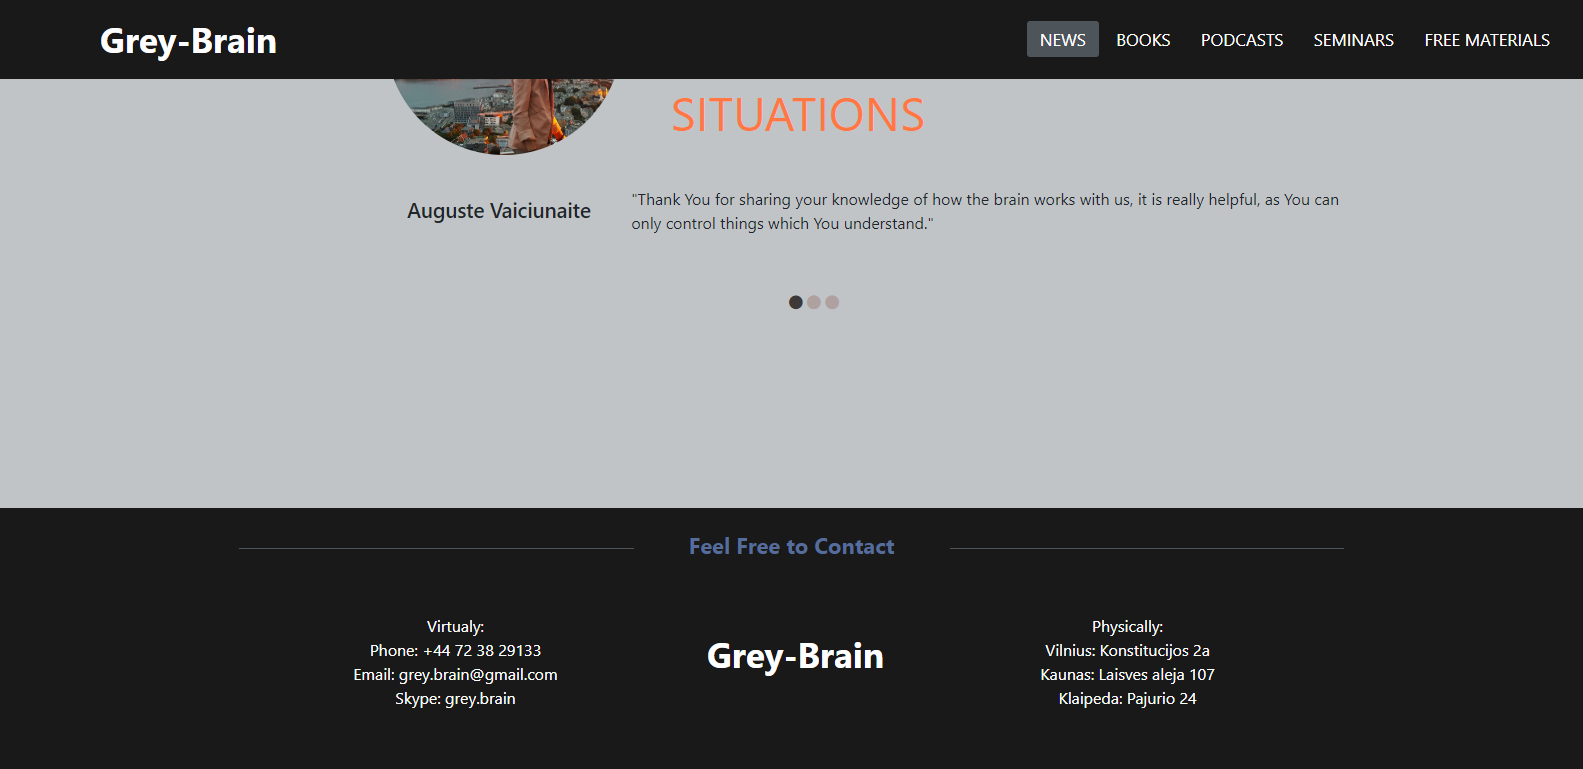 Grey-Brain
NEWS BOOKS PODCASTS SEMINARS FREE MATERIALS
SITUATIONS
Auguste Vaiciunaite
"Thank You for sharing your knowledge of how the brain works with us, it is really helpful, as You can
only control things which You understand."
Feel Free to Contact
Virtualy:
Phone: +44 72 38 29133
Email: grey.brain@gmail.com
Skype: grey.brain
Grey-Brain
Physically:
Vilnius: Konstitucijos 2a
Kaunas: Laisves aleja 107
Klaipeda: Pajurio 24